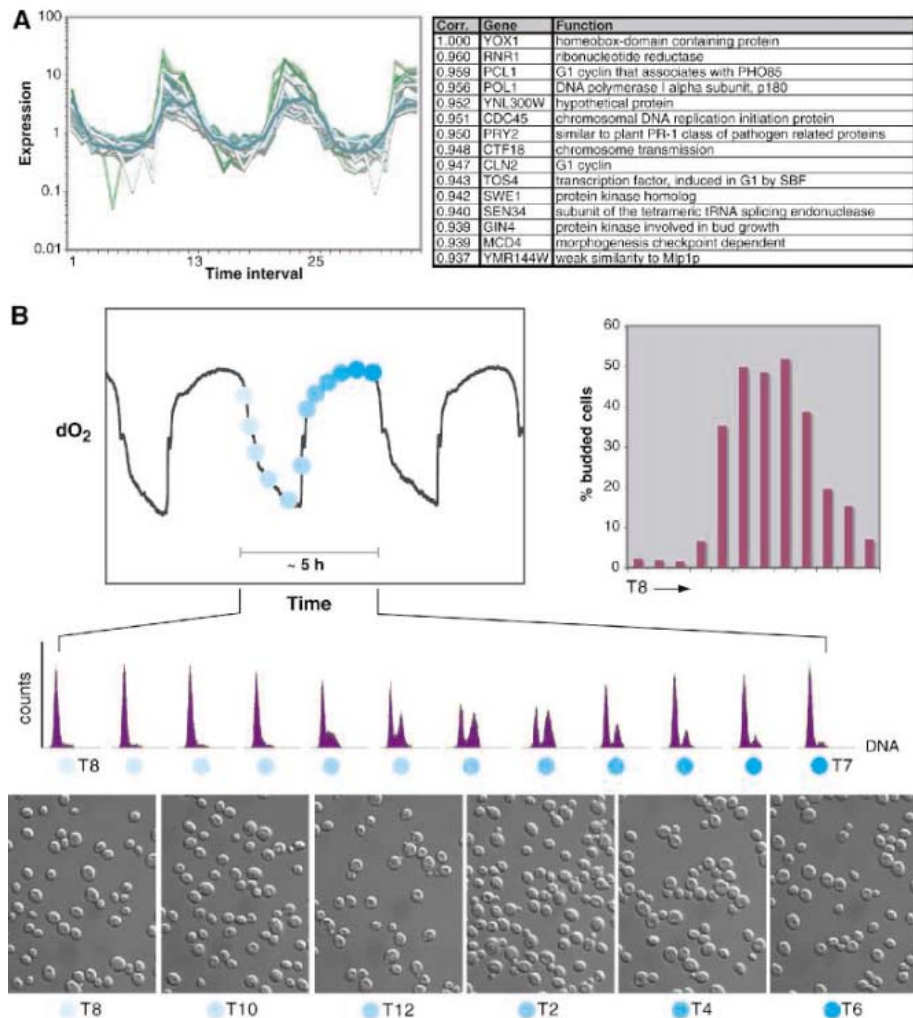 A
Expression
100
10
1
0.1
0.01
1
13
25
Time interval
Corr. Gene Function
1.000 YOX1 homeobox-domain containing protein
0.960 RNR1 ribonucleotide reductase
0.959 PCL1 G1 cyclin that associates with PHO85
0.956 POL1 DNA polymerase I alpha subunit, p180
0.952 YNL300W hypothetical protein
0.951 CDC45 chromosomal DNA replication initiation protein
0.950 PRY2 similar to plant PR-1 class of pathogen related proteins
0.948 CTF18 chromosome transmission
0.947 CLN2 G1 cyclin
0.943 TOS4 transcription factor, induced in G1 by SBF
0.942 SWE1 protein kinase homolog
0.940 SEN34 subunit of the tetrameric tRNA splicing endonuclease
0.939 GIN4 protein kinase involved in bud growth
0.939 MCD4 morphogenesis checkpoint dependent
0.937 YMR144W weak similarity to Mlp1p
B
dO2
~ 5 h
Time
% budded cells
60
50
40
30
20
10
0
T8
counts
DNA
T8
T7
T8
T10
T12
T2
T4
T6